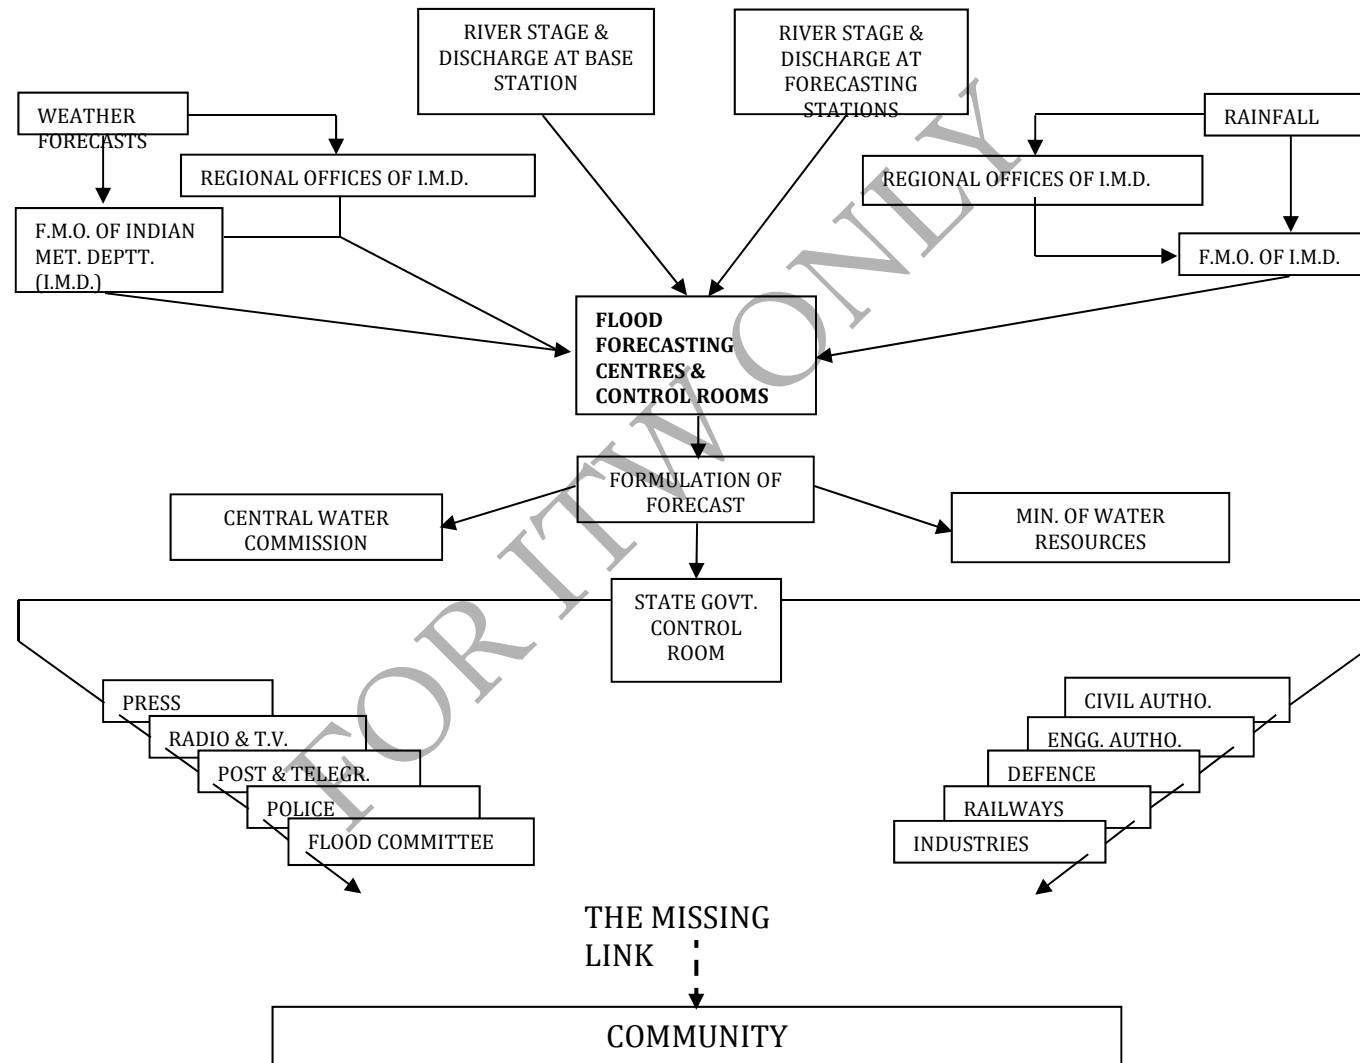 RIVER STAGE &
DISCHARGE AT BASE
STATION
RIVER STAGE &
DISCHARGE AT
FORECASTING
STATIONS
WEATHER
FORECASTS
RAINFALL
REGIONAL OFFICES OF I.M.D.
REGIONAL OFFICES OF I.M.D.
F.M.O. OF INDIAN
MET. DEPTT.
(I.M.D.)
F.M.O. OF I.M.D.
FLOOD
FORECASTING
CENTRES &
CONTROL ROOMS
FORMULATION OF
FORECAST
CENTRAL WATER
COMMISSION
MIN. OF WATER
RESOURCES
STATE GOVT.
CONTROL
ROOM
PRESS
RADIO & T.V.
POST & TELEGR.
POLICE
FLOOD COMMITTEE
CIVIL AUTHO.
ENGG. AUTHO.
DEFENCE
RAILWAYS
INDUSTRIES
THE MISSING
LINK
COMMUNITY
FOR ITW ONLY